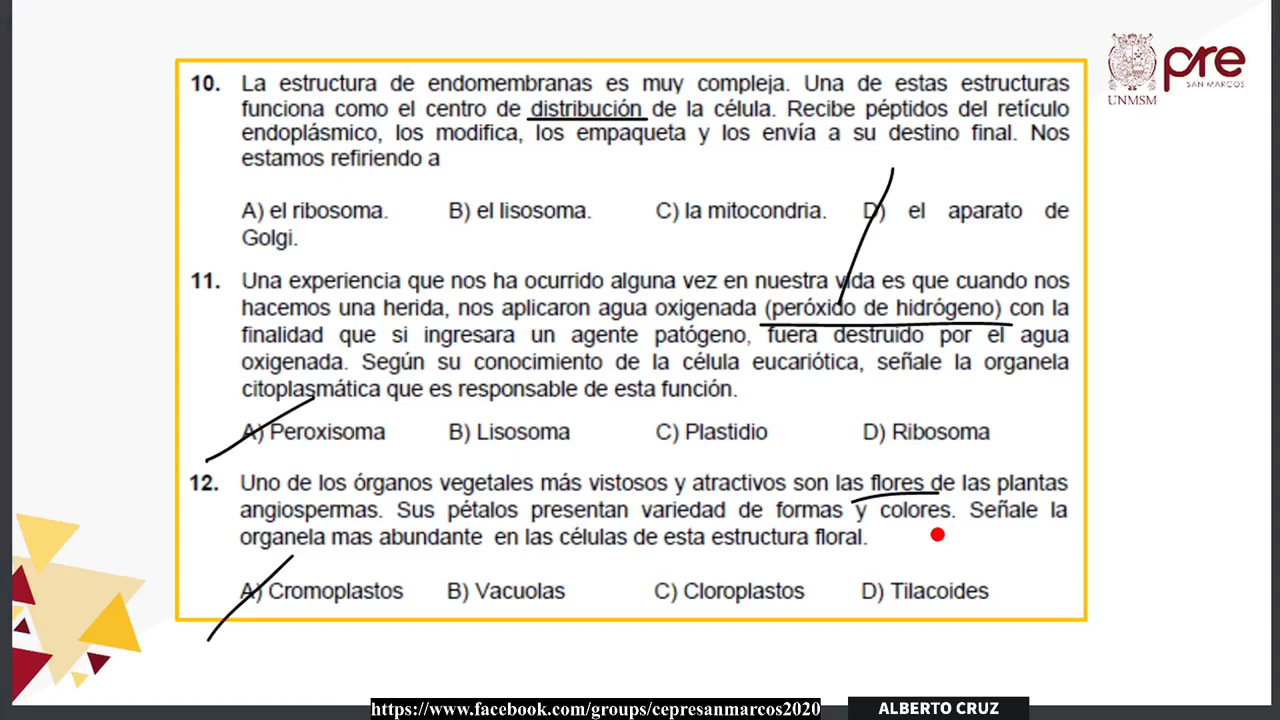 UNMSM
pre
SAN MARCOS
10. La estructura de endomembranas es muy compleja. Una de estas estructuras
funciona como el centro de distribución de la célula. Recibe péptidos del retículo
endoplásmico, los modifica, los empaqueta y los envía a su destino final. Nos
estamos refiriendo a
A) el ribosoma. B) el lisosoma. C) la mitocondria. D) el aparato de
Golgi.
11. Una experiencia que nos ha ocurrido alguna vez en nuestra vida es que cuando nos
hacemos una herida, nos aplicaron agua oxigenada (peróxido de hidrógeno) con la
finalidad que si ingresara un agente patógeno, fuera destruido por el agua
oxigenada. Según su conocimiento de la célula eucariótica, señale la organela
citoplasmática que es responsable de esta función.
A) Peroxisoma B) Lisosoma C) Plastidio D) Ribosoma
12. Uno de los órganos vegetales más vistosos y atractivos son las flores de las plantas
angiospermas. Sus pétalos presentan variedad de formas y colores. Señale la
organela mas abundante en las células de esta estructura floral.
A) Cromoplastos B) Vacuolas C) Cloroplastos D) Tilacoides
https://www.facebook.com/groups/cepresanmarcos2020
ALBERTO CRUZ